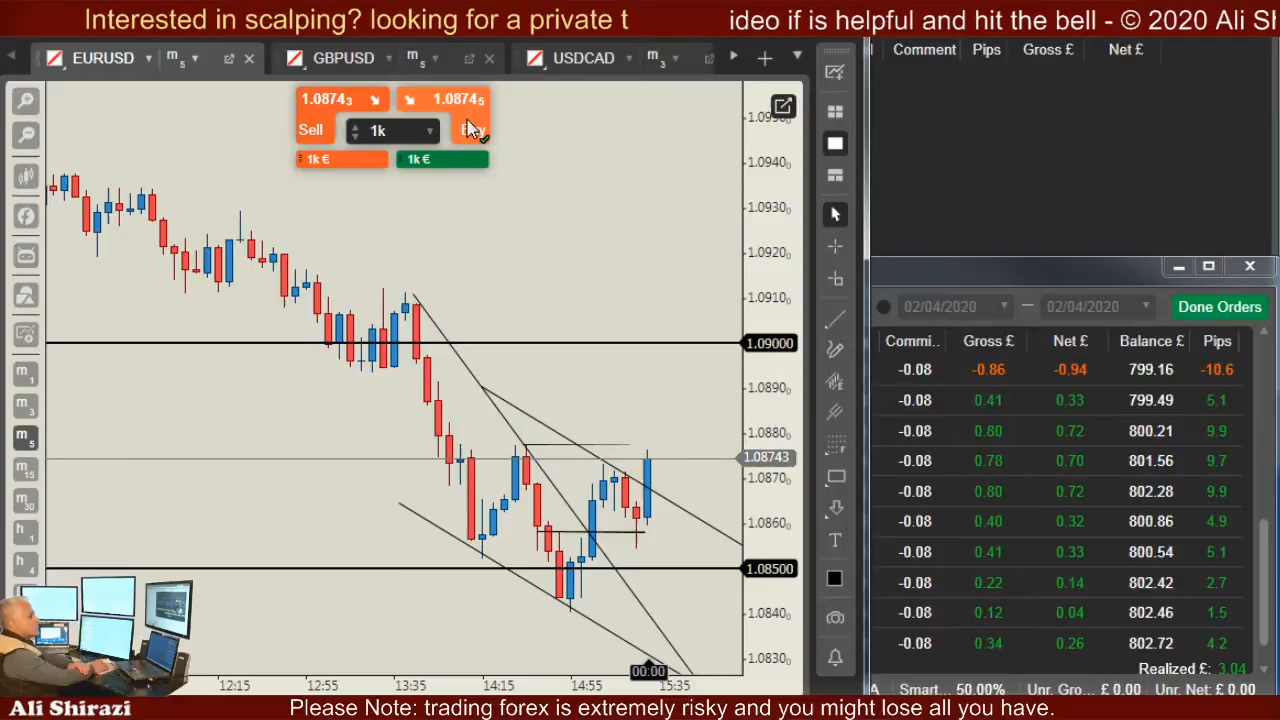 Interested in scalping? looking for a private t
ideo if is helpful and hit the bell - © 2020 Ali SH
EURUSD m5
GBPUSD m5
USDCAD m3
Comment Pips Gross £ Net £
1.08743 1.08745
Sell 1k
1k € 1k €
1.0940
1.0930
1.0920
1.0910
1.09000
1.0890
1.0880
1.08743
1.0870
1.0860
1.08500
1.0840
1.0830
m1
m3
m5
m15
m30
h1
h4
12:15 12:55 13:35 14:15 14:55 15:35
00:00
02/04/2020 — 02/04/2020 Done Orders
Commi.. Gross £ Net £ Balance £ Pips
-0.08 -0.86 -0.94 799.16 -10.6
-0.08 0.41 0.33 799.49 5.1
-0.08 0.80 0.72 800.21 9.9
-0.08 0.78 0.70 801.56 9.7
-0.08 0.80 0.72 802.28 9.9
-0.08 0.40 0.32 800.86 4.9
-0.08 0.41 0.33 800.54 5.1
-0.08 0.22 0.14 802.42 2.7
-0.08 0.12 0.04 802.46 1.5
-0.08 0.34 0.26 802.72 4.2
Realized £: 3.04
Smart... 50.00% Unr. Gro... £ 0.00 Unr. Net: £ 0.00
Ali Shirazi
Please Note: trading forex is extremely risky and you might lose all you have.